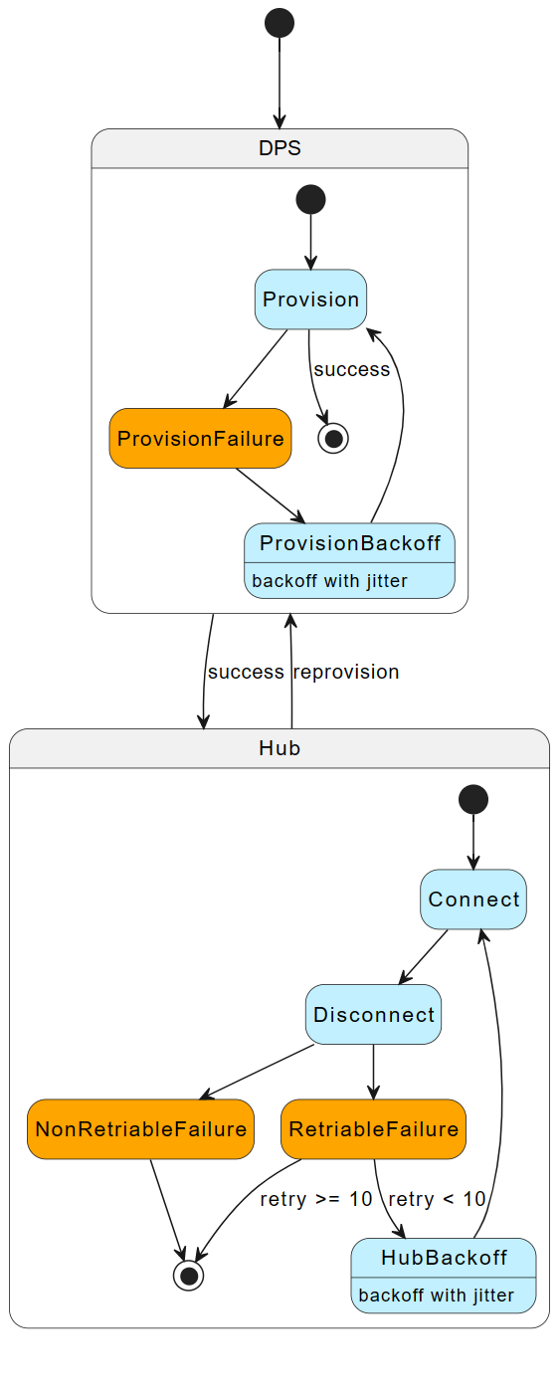 DPS
Provision
success
ProvisionFailure
ProvisionBackoff
backoff with jitter
success
reprovision
Hub
Connect
Disconnect
NonRetriableFailure
RetriableFailure
retry >= 10
retry < 10
HubBackoff
backoff with jitter